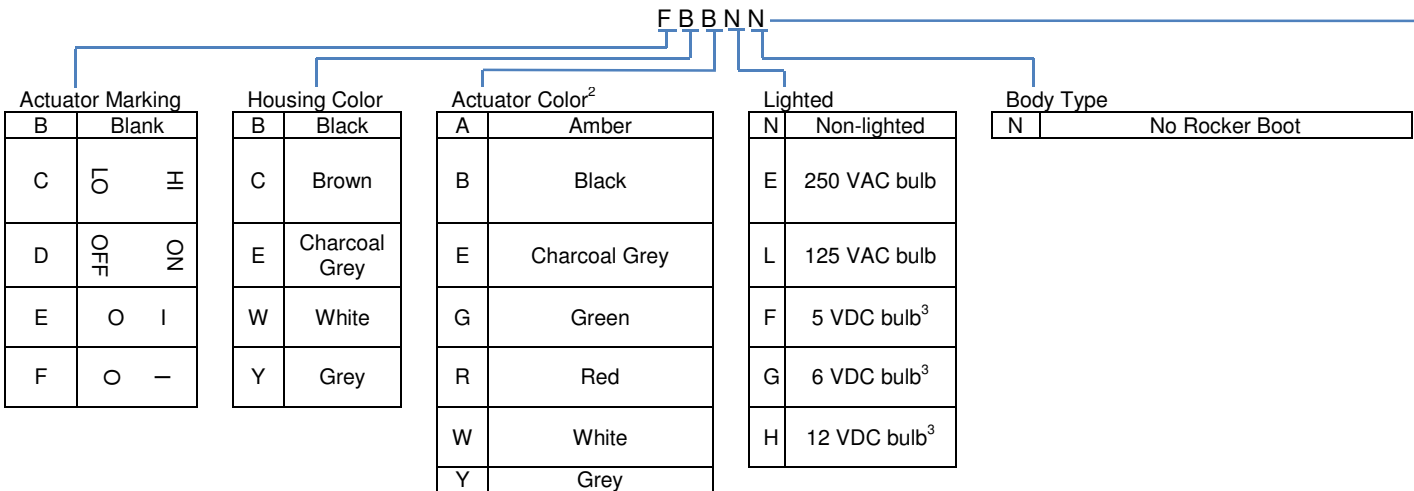 F B B N N
Actuator Marking
B Blank
C LO HI
D OFF ON
E O I
F O I
Housing Color
B Black
C Brown
E Charcoal Grey
W White
Y Grey
Actuator Color2
A Amber
B Black
E Charcoal Grey
G Green
R Red
W White
Y Grey
Lighted
N Non-lighted
E 250 VAC bulb
L 125 VAC bulb
F 5 VDC bulb3
G 6 VDC bulb3
H 12 VDC bulb3
Body Type
N No Rocker Boot